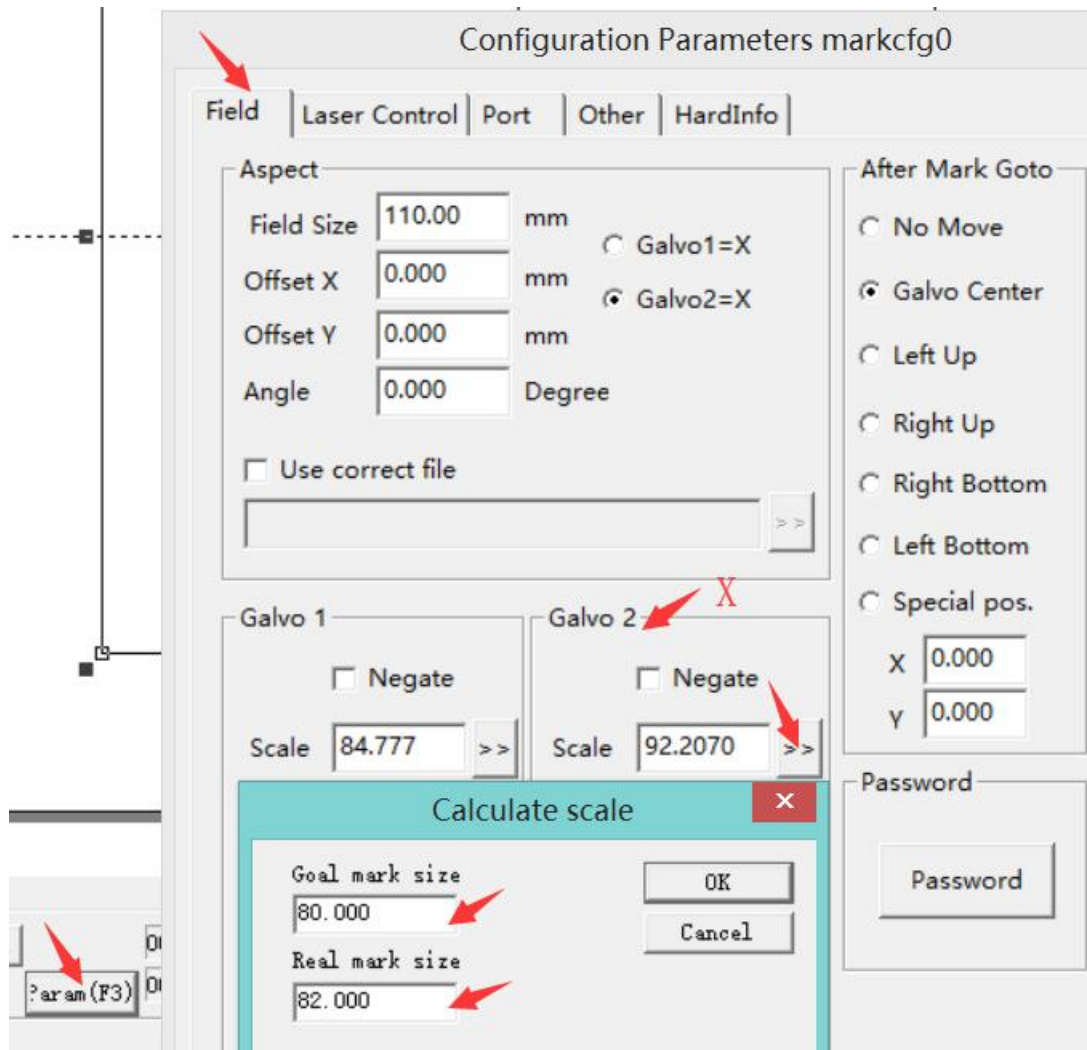 Configuration Parameters markcfg0
Field Laser Control Port Other HardInfo
Aspect
Field Size 110.00 mm
Galvo1=X
Offset X 0.000 mm
Galvo2=X
Offset Y 0.000 mm
Angle 0.000 Degree
Use correct file
>>
After Mark Goto
No Move
Galvo Center
Left Up
Right Up
Right Bottom
Left Bottom
Special pos.
X 0.000
Y 0.000
Galvo 1
Negate
Scale 84.777 >>
X
Galvo 2
Negate
Scale 92.2070 >>
Password
Password
Calculate scale
Goal mark size
80.000
Real mark size
82.000
OK
Cancel
Param(F3)